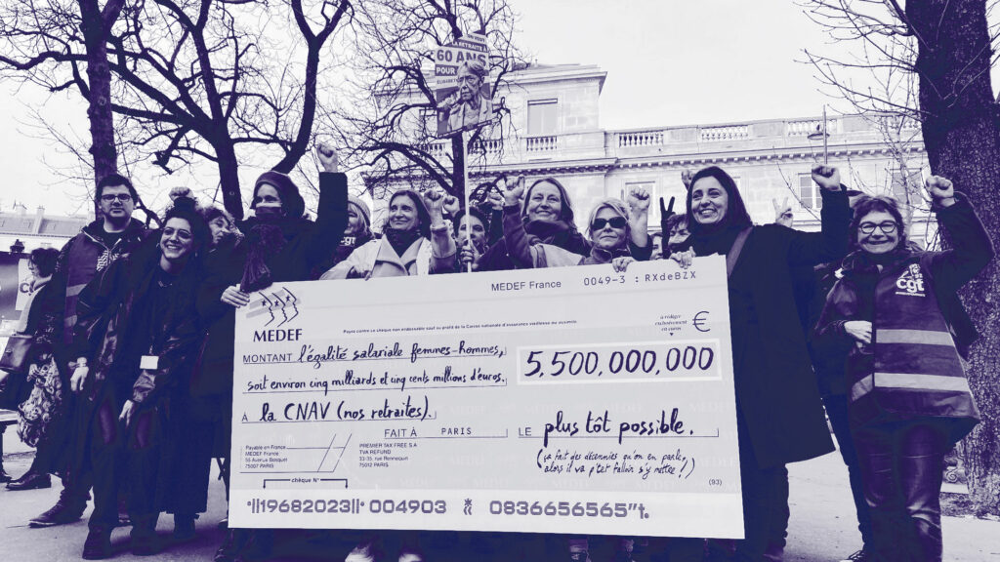 LA RETRAITE À
60 ANS
POUR
cgt
cgt
MEDEF France
0049-3 : RXdeBZX
Payez contre ce chèque non endossable sauf au profit de la Caisse nationale d'assurance vieillesse ou assimilé.
à rédiger
exclusivement
en euros
€
MEDEF
MONTANT l'égalité salariale femmes-hommes,
soit environ cinq milliards et cinq cents millions d'euros.
5,500,000,000
À la CNAV (nos retraites).
FAIT À PARIS LE plus tôt possible.
Payable en France
MEDEF France
55 Avenue Bosquet
75007 PARIS
PREMIER TAX FREE S A
TVA REFUND
33-35, rue Rennequin
75012 PARIS
(ça fait des décennies qu'on en parle,
alors il va p'tet falloir s'y mettre !)
chèque N°
(93)
"||19682023|| 004903 0836656565"t.